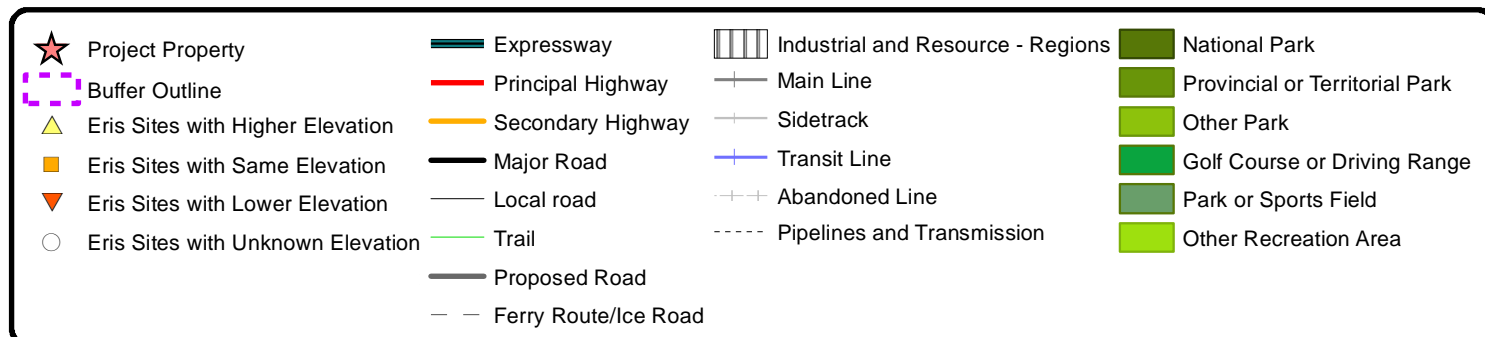 Project Property
Buffer Outline
Eris Sites with Higher Elevation
Eris Sites with Same Elevation
Eris Sites with Lower Elevation
Eris Sites with Unknown Elevation
Expressway
Principal Highway
Secondary Highway
Major Road
Local road
Trail
Proposed Road
Ferry Route/Ice Road
Industrial and Resource - Regions
Main Line
Sidetrack
Transit Line
Abandoned Line
Pipelines and Transmission
National Park
Provincial or Territorial Park
Other Park
Golf Course or Driving Range
Park or Sports Field
Other Recreation Area